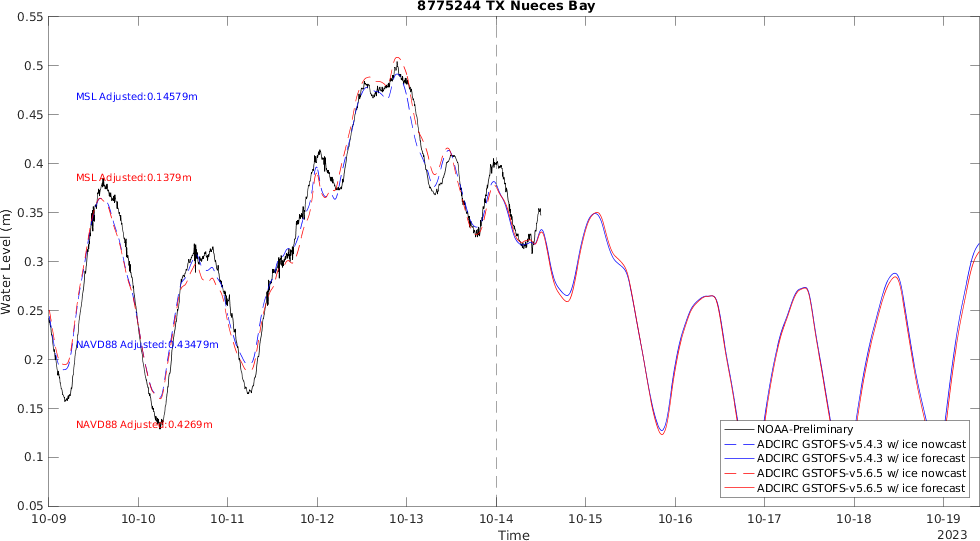 8775244 TX Nueces Bay
Water Level (m)
0.55
0.5
0.45
0.4
0.35
0.3
0.25
0.2
0.15
0.1
0.05
MSL Adjusted:0.14579m
MSL Adjusted:0.1379m
NAVD88 Adjusted:0.43479m
NAVD88 Adjusted:0.4269m
NOAA-Preliminary
ADCIRC GSTOFS-v5.4.3 w/ ice nowcast
ADCIRC GSTOFS-v5.4.3 w/ ice forecast
ADCIRC GSTOFS-v5.6.5 w/ ice nowcast
ADCIRC GSTOFS-v5.6.5 w/ ice forecast
10-09 10-10 10-11 10-12 10-13 10-14 10-15 10-16 10-17 10-18 10-19
Time
2023